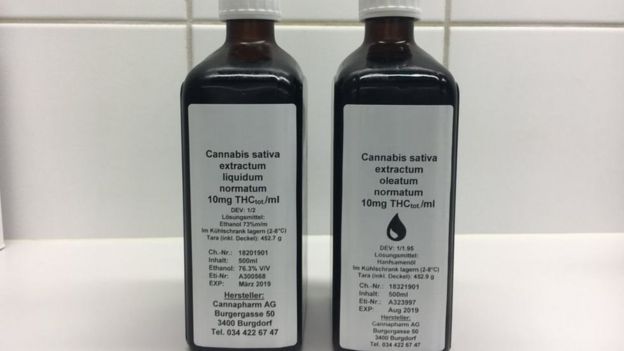 Cannabis sativa
extractum
liquidum
normatum
10mg THCtot./ml
DEV: 1/2
Lösungsmittel:
Ethanol 73%m/m
Im Kühlschrank lagern (2-8°C)
Tara (inkl. Deckel): 452.7 g
Ch.-Nr.: 18201901
Inhalt: 500ml
Ethanol: 76.3% V/V
Eti-Nr: A300568
EXP: März 2019
Hersteller:
Cannapharm AG
Burgergasse 50
3400 Burgdorf
Tel. 034 422 67 47
Cannabis sativa
extractum
oleatum
normatum
10mg THCtot./ml
DEV: 1/1.95
Lösungsmittel:
Hanfsamenöl
Im Kühlschrank lagern (2-8°C)
Tara (inkl. Deckel): 452.9 g
Ch.-Nr.: 18321901
Inhalt: 500ml
Eti-Nr.: A323997
EXP: Aug 2019
Hersteller:
Cannapharm AG
Burgergasse 50
3400 Burgdorf
Tel. 034 422 67 47